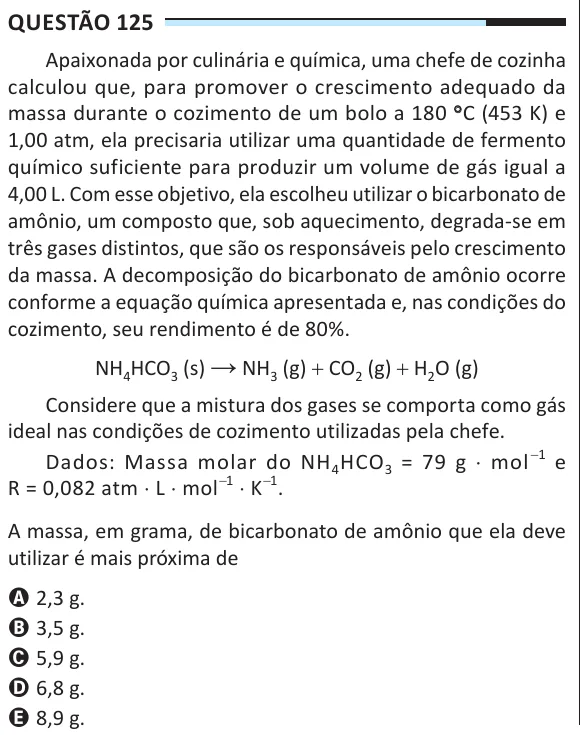 QUESTÃO 125
Apaixonada por culinária e química, uma chefe de cozinha
calculou que, para promover o crescimento adequado da
massa durante o cozimento de um bolo a 180 ºC (453 K) e
1,00 atm, ela precisaria utilizar uma quantidade de fermento
químico suficiente para produzir um volume de gás igual a
4,00 L. Com esse objetivo, ela escolheu utilizar o bicarbonato de
amônio, um composto que, sob aquecimento, degrada-se em
três gases distintos, que são os responsáveis pelo crescimento
da massa. A decomposição do bicarbonato de amônio ocorre
conforme a equação química apresentada e, nas condições do
cozimento, seu rendimento é de 80%.
NH₄HCO₃ (s) ⟶ NH₃ (g) + CO₂ (g) + H₂O (g)
Considere que a mistura dos gases se comporta como gás
ideal nas condições de cozimento utilizadas pela chefe.
Dados: Massa molar do NH₄HCO₃ = 79 g · mol⁻¹ e
R = 0,082 atm · L · mol⁻¹ · K⁻¹.
A massa, em grama, de bicarbonato de amônio que ela deve
utilizar é mais próxima de
A 2,3 g.
B 3,5 g.
C 5,9 g.
D 6,8 g.
E 8,9 g.